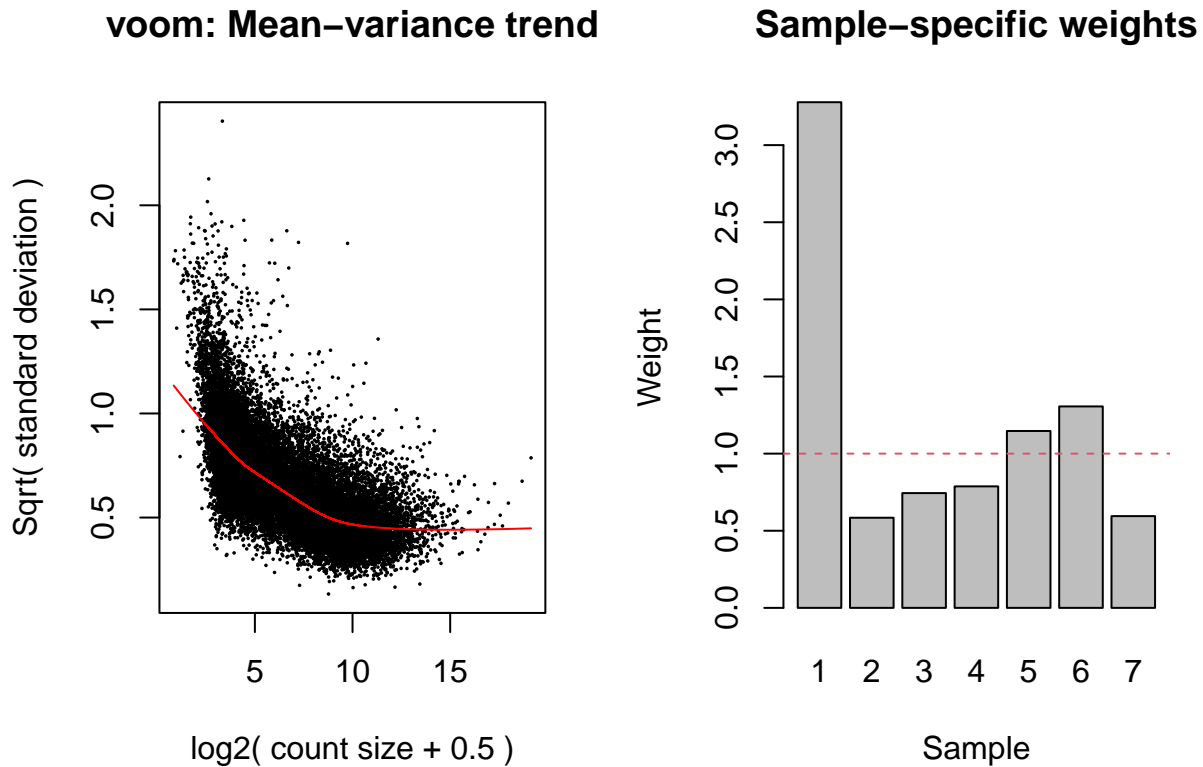 voom: Mean−variance trend
Sqrt( standard deviation )
2.0
1.5
1.0
0.5
5 10 15
log2( count size + 0.5 )
Sample−specific weights
Weight
3.0
2.5
2.0
1.5
1.0
0.5
0.0
1 2 3 4 5 6 7
Sample